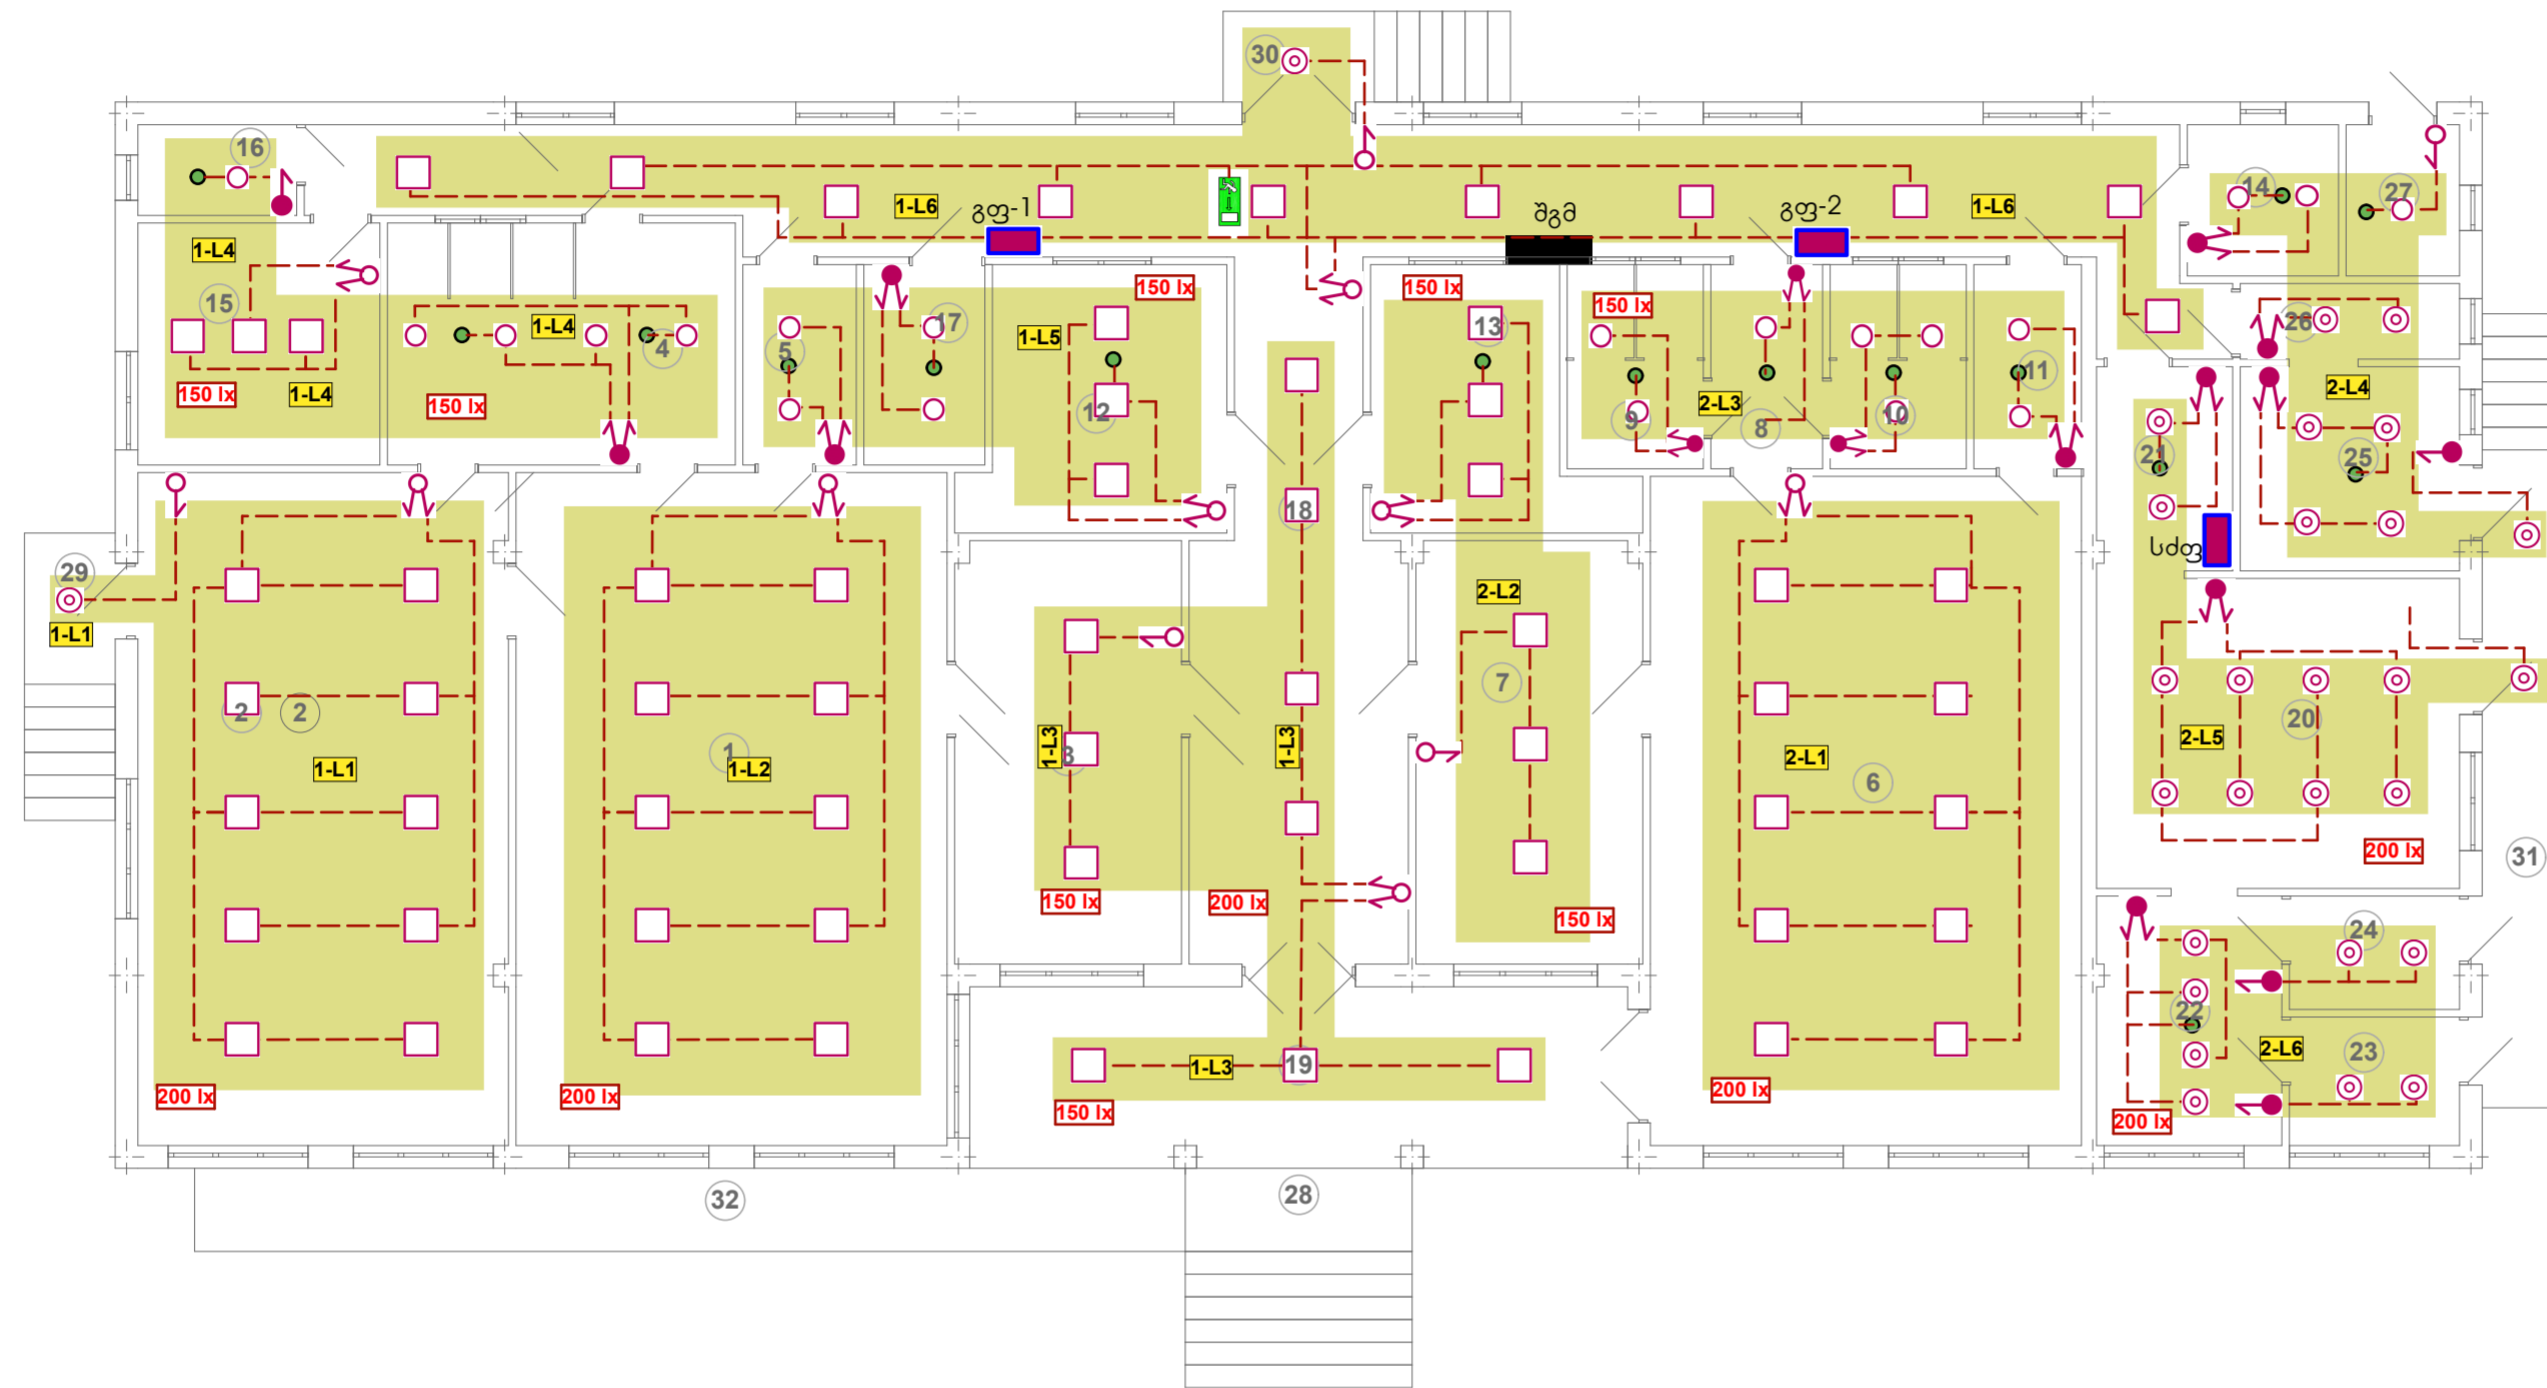 30
16
14
27
1-L6
გფ-1
შგმ
გფ-2
1-L6
1-L4
15
150 lx
150 lx
150 lx
26
1-L4
4
5
17
1-L5
13
11
150 lx
1-L4
150 lx
12
9
2-L3
8
10
2-L4
21
25
18
სძფ
29
1-L1
2-L2
2
2
1
1-L3
3
1-L3
7
20
2-L5
1-L1
1-L2
2-L1
6
200 lx
31
150 lx
200 lx
150 lx
24
22
2-L6
23
19
1-L3
200 lx
200 lx
150 lx
200 lx
200 lx
32
28